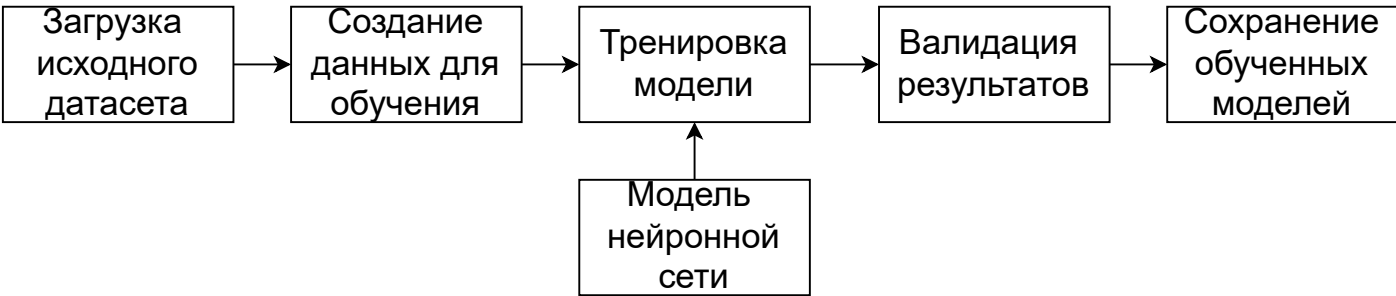 Загрузка
исходного
датасета
Создание
данных для
обучения
Тренировка
модели
Валидация
результатов
Сохранение
обученных
моделей
Модель
нейронной
сети